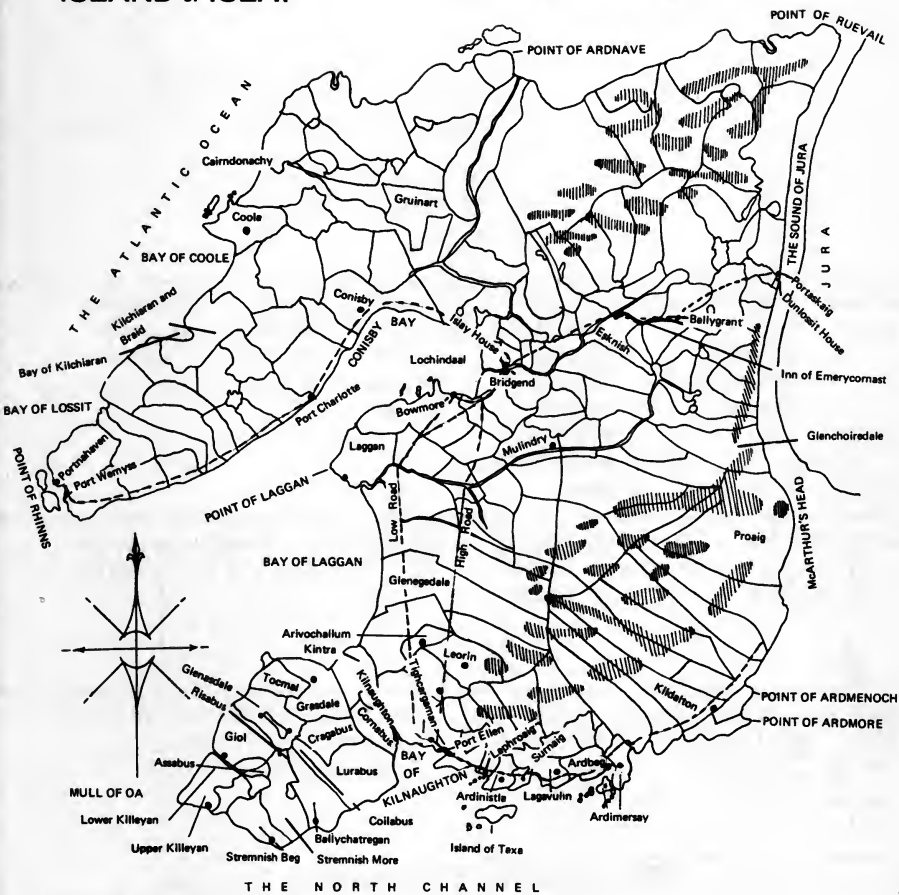 POINT OF RUEVAIL
POINT OF ARDNAVE
THE ATLANTIC OCEAN
Cairndonachy
Gruinart
Coole
BAY OF COOLE
THE SOUND OF JURA
JURA
Kilchiaran and
Braid
Bay of Kilchiaran
Conisby
CONISBY
BAY
Islay House
Lochindaal
Bridgend
Esknish
Ballygrant
Portaskaig
Dunlossit House
Inn of Emerycornast
BAY OF LOSSIT
Portnahaven
Port Wemyss
Port Charlotte
Bowmore
Laggan
Mulindry
Glenchoiredale
POINT OF RHINNS
POINT OF LAGGAN
Low Road
High Road
Proaig
McARTHUR'S HEAD
BAY OF LAGGAN
Glenegedale
Arivochallum
Kintra
Leorin
Tighcargaman
Kilnaughton
Cornabus
Glenasdale
Risabus
Tocmal
Grasdale
Cragabus
Giol
Lurabus
Assabus
MULL OF OA
Lower Killeyan
Upper Killeyan
Stremnish Beg
Stremnish More
Ballychatregan
Coilabus
BAY
OF
KILNAUGHTON
Port Ellen
Laphroaig
Surnaig
Ardbeg
Kildalton
POINT OF ARDMENOCH
POINT OF ARDMORE
Ardinistle
Lagavulin
Ardimersay
Island of Texa
THE NORTH CHANNEL